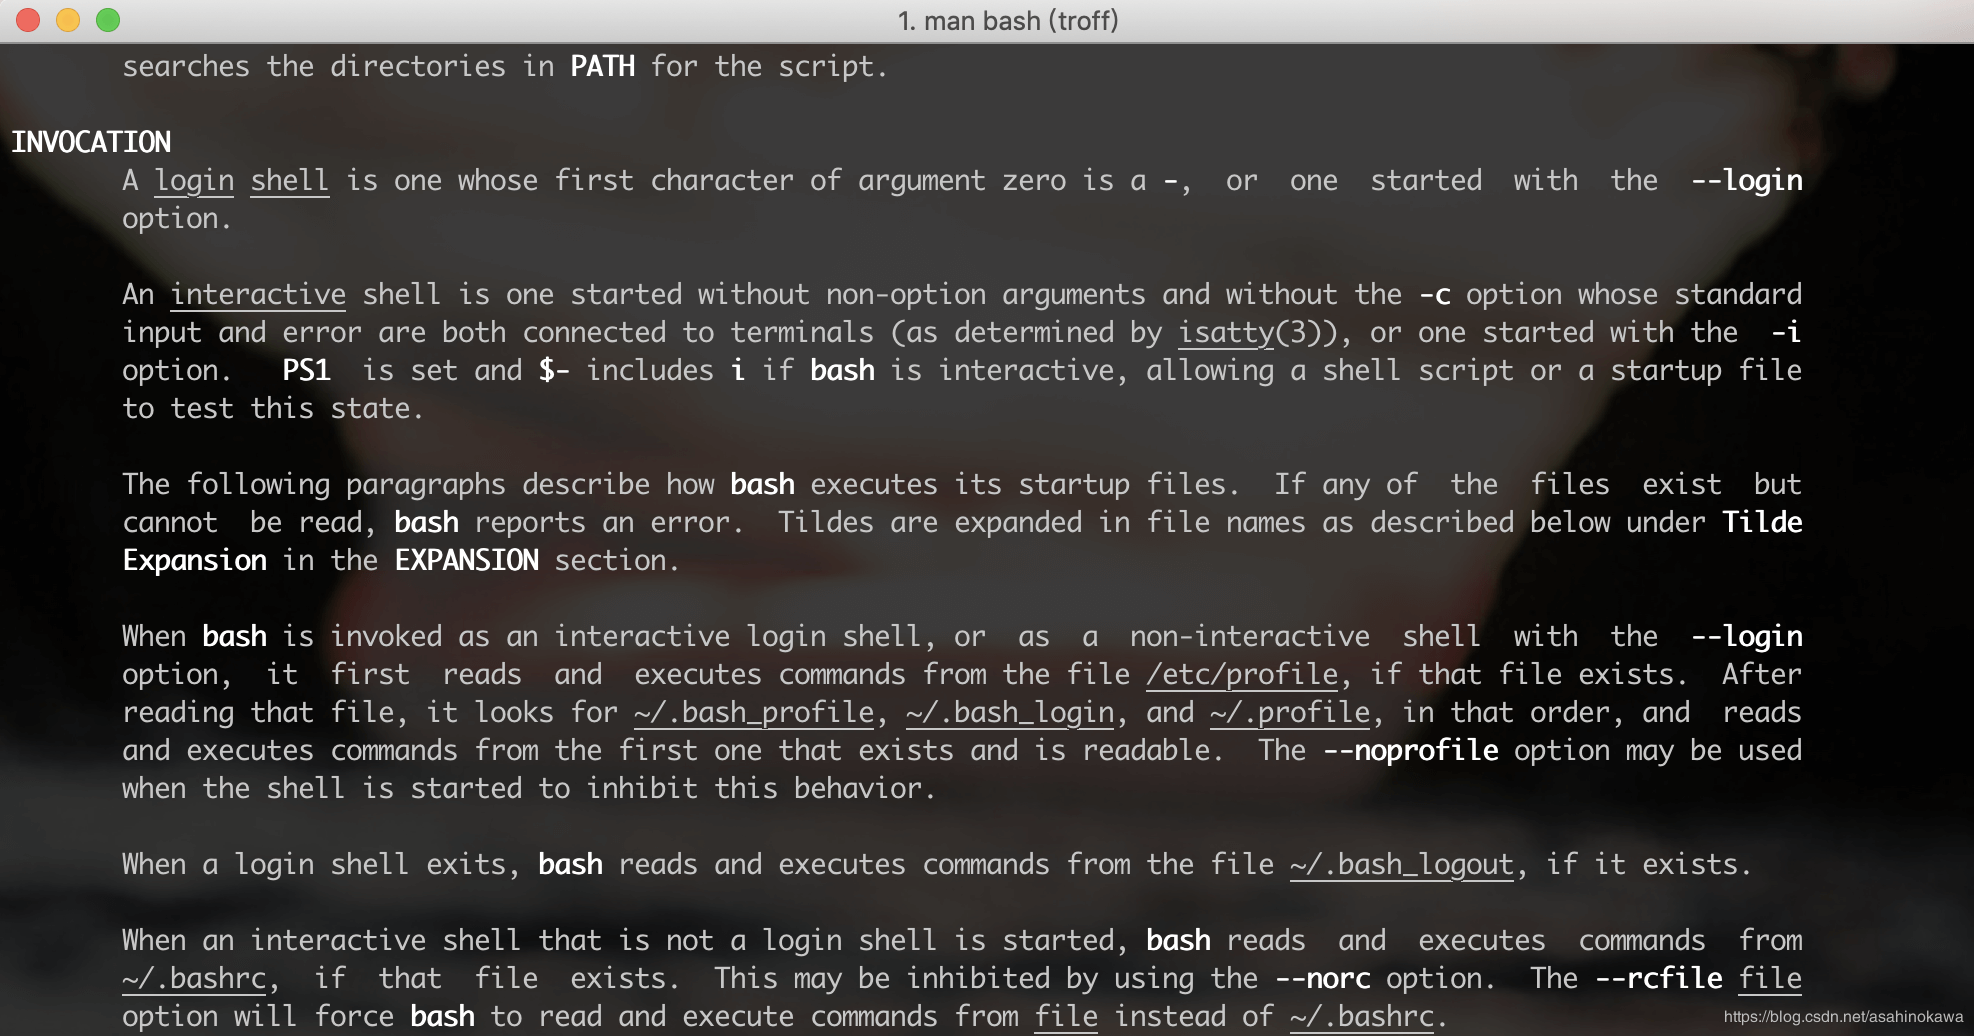 1. man bash (troff)
searches the directories in PATH for the script.
INVOCATION
A login shell is one whose first character of argument zero is a -,  or  one  started  with  the  --login
option.
An interactive shell is one started without non-option arguments and without the -c option whose standard
input and error are both connected to terminals (as determined by isatty(3)), or one started with the  -i
option.   PS1  is set and $- includes i if bash is interactive, allowing a shell script or a startup file
to test this state.
The following paragraphs describe how bash executes its startup files.  If any of  the  files  exist  but
cannot  be read, bash reports an error.  Tildes are expanded in file names as described below under Tilde
Expansion in the EXPANSION section.
When bash is invoked as an interactive login shell, or  as  a  non-interactive  shell  with  the  --login
option,  it  first  reads  and  executes commands from the file /etc/profile, if that file exists.  After
reading that file, it looks for ~/.bash_profile, ~/.bash_login, and ~/.profile, in that order, and  reads
and executes commands from the first one that exists and is readable.  The --noprofile option may be used
when the shell is started to inhibit this behavior.
When a login shell exits, bash reads and executes commands from the file ~/.bash_logout, if it exists.
When an interactive shell that is not a login shell is started, bash reads  and  executes  commands  from
~/.bashrc,  if  that  file  exists.  This may be inhibited by using the --norc option.  The --rcfile file
option will force bash to read and execute commands from file instead of ~/.bashrc.
https://blog.csdn.net/asahinokawa